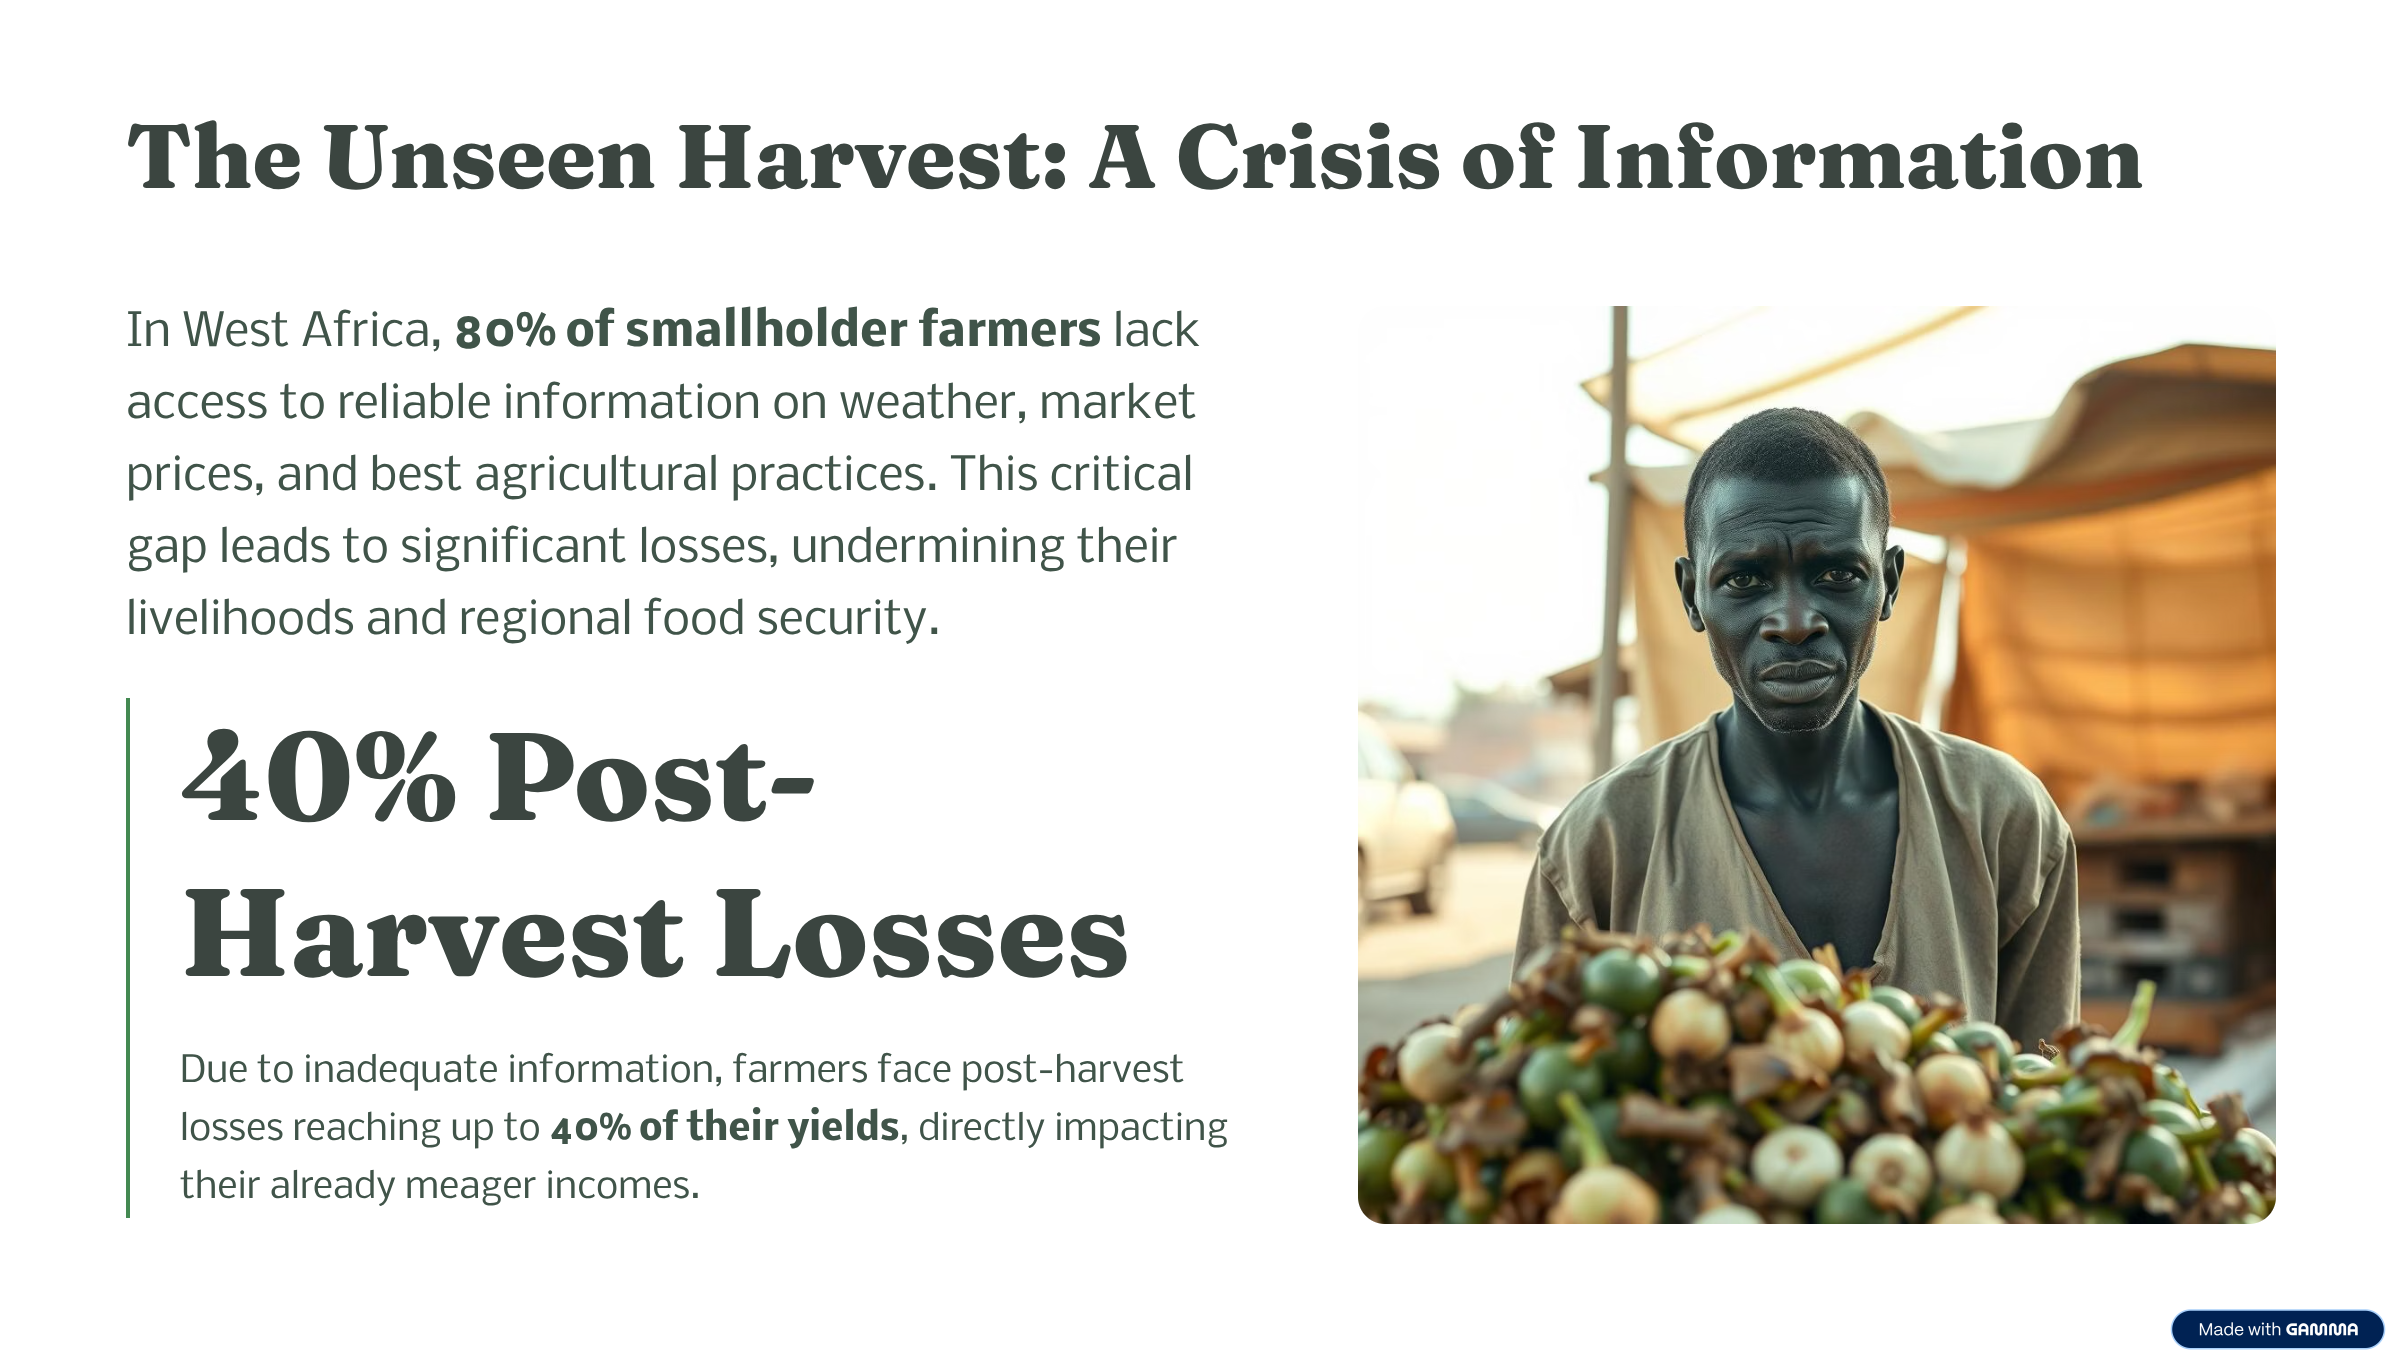 The Unseen Harvest: A Crisis of Information
In West Africa, 80% of smallholder farmers lack
access to reliable information on weather, market
prices, and best agricultural practices. This critical
gap leads to significant losses, undermining their
livelihoods and regional food security.
40% Post-
Harvest Losses
Due to inadequate information, farmers face post-harvest
losses reaching up to 40% of their yields, directly impacting
their already meager incomes.
Made with GAMMA